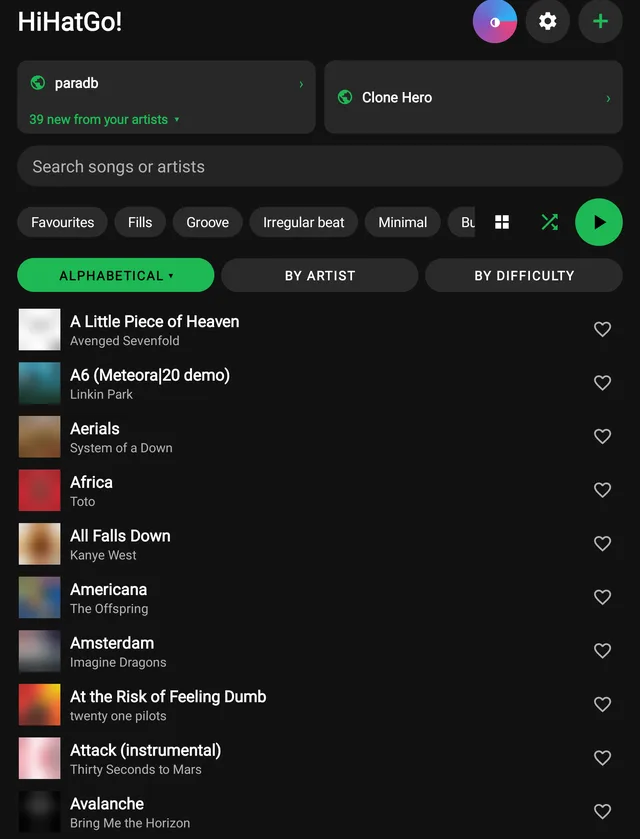 HiHatGo!
paradb
39 new from your artists
Clone Hero
Search songs or artists
Favourites
Fills
Groove
Irregular beat
Minimal
Bu
ALPHABETICAL
BY ARTIST
BY DIFFICULTY
A Little Piece of Heaven
Avenged Sevenfold
A6 (Meteora|20 demo)
Linkin Park
Aerials
System of a Down
Africa
Toto
All Falls Down
Kanye West
Americana
The Offspring
Amsterdam
Imagine Dragons
At the Risk of Feeling Dumb
twenty one pilots
Attack (instrumental)
Thirty Seconds to Mars
Avalanche
Bring Me the Horizon